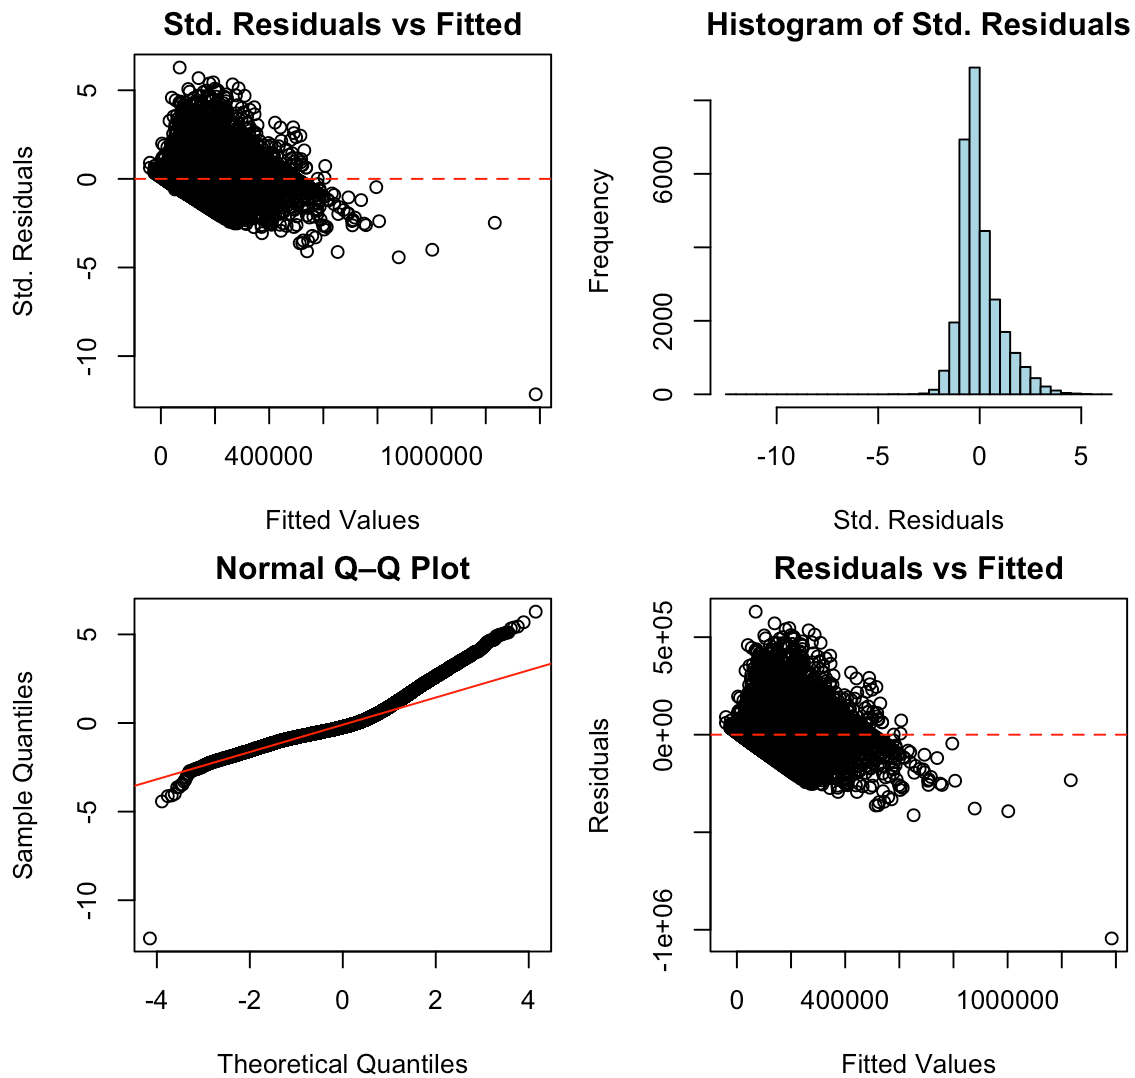 Std. Residuals vs Fitted
Std. Residuals
5
0
-5
-10
0 400000 1000000
Fitted Values
Histogram of Std. Residuals
Frequency
6000
2000
0
-10 -5 0 5
Std. Residuals
Normal Q–Q Plot
Sample Quantiles
5
0
-5
-10
-4 -2 0 2 4
Theoretical Quantiles
Residuals vs Fitted
Residuals
5e+05
0e+00
-1e+06
0 400000 1000000
Fitted Values